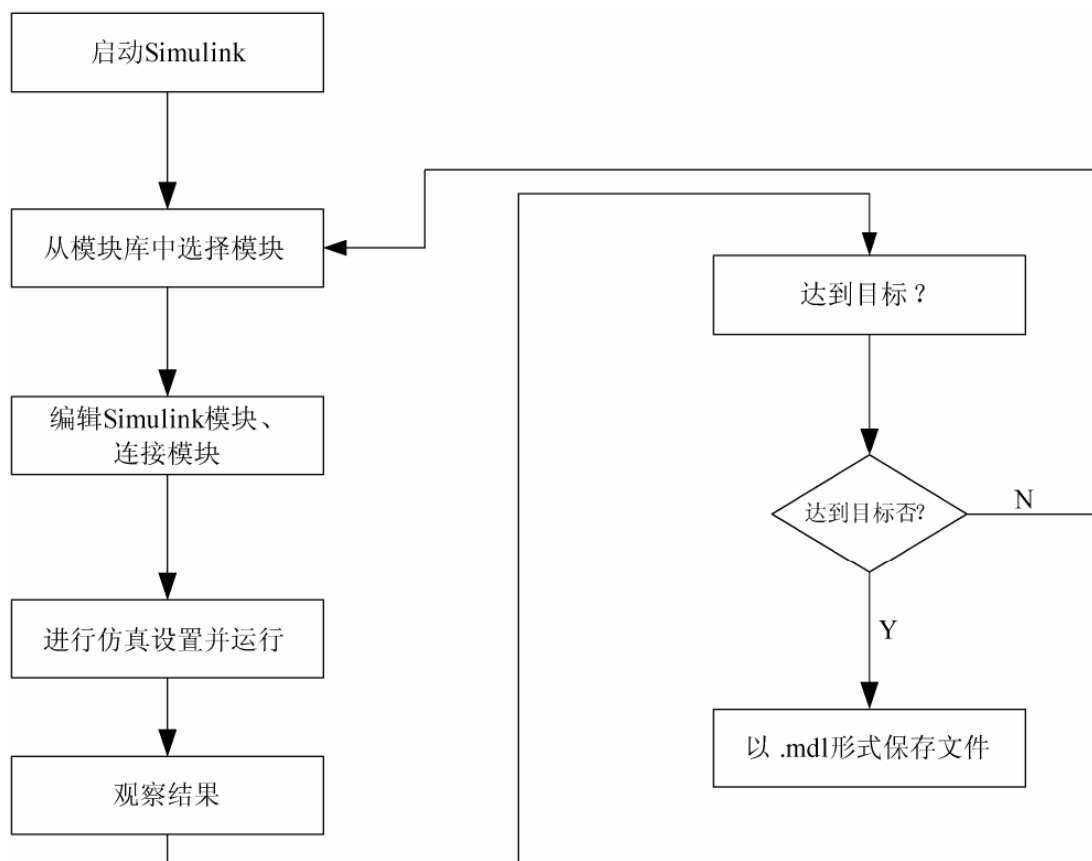 启动Simulink
从模块库中选择模块
编辑Simulink模块、
连接模块
进行仿真设置并运行
观察结果
达到目标？
达到目标否?
N
Y
以 .mdl形式保存文件